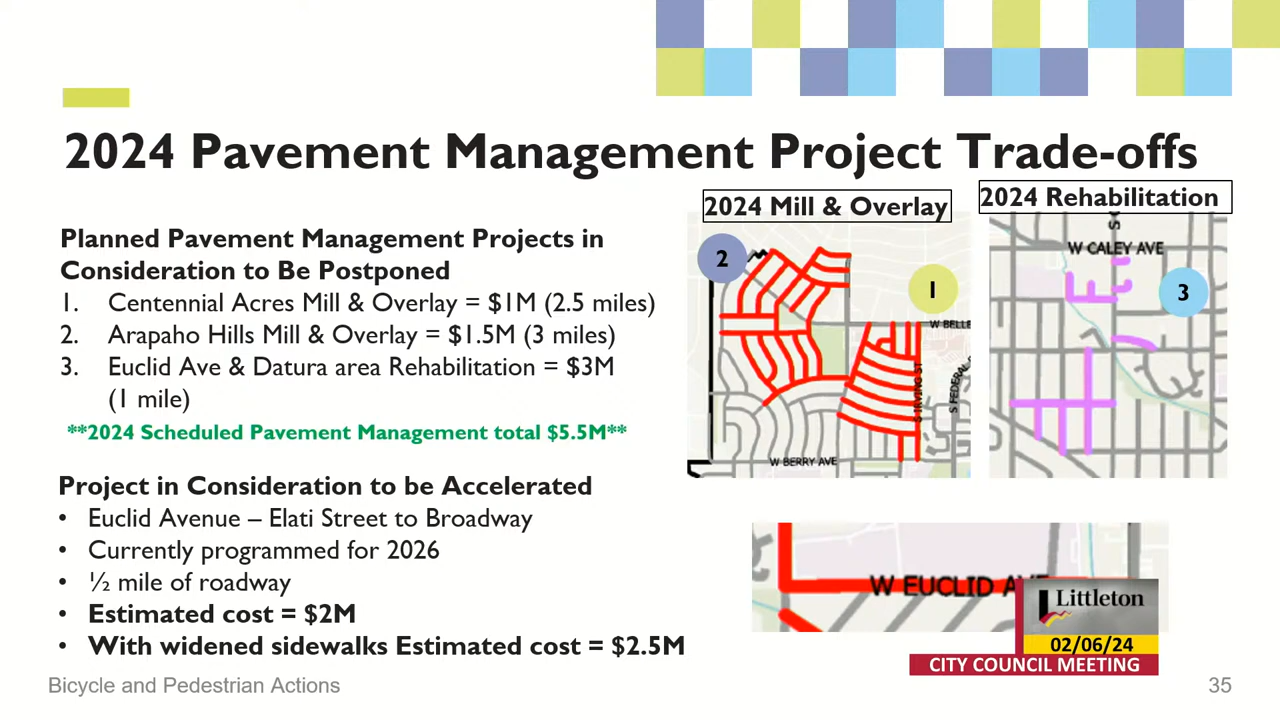 2024 Pavement Management Project Trade-offs
Planned Pavement Management Projects in
Consideration to Be Postponed
1. Centennial Acres Mill & Overlay = $1M (2.5 miles)
2. Arapaho Hills Mill & Overlay = $1.5M (3 miles)
3. Euclid Ave & Datura area Rehabilitation = $3M
(1 mile)
**2024 Scheduled Pavement Management total $5.5M**
Project in Consideration to be Accelerated
• Euclid Avenue – Elati Street to Broadway
• Currently programmed for 2026
• ½ mile of roadway
• Estimated cost = $2M
• With widened sidewalks Estimated cost = $2.5M
2024 Mill & Overlay
2
1
W BELLE
S IRVING ST
S FEDERAL
W BERRY AVE
2024 Rehabilitation
W CALEY AVE
3
W EUCLID AVE
Littleton
02/06/24
CITY COUNCIL MEETING
Bicycle and Pedestrian Actions
35